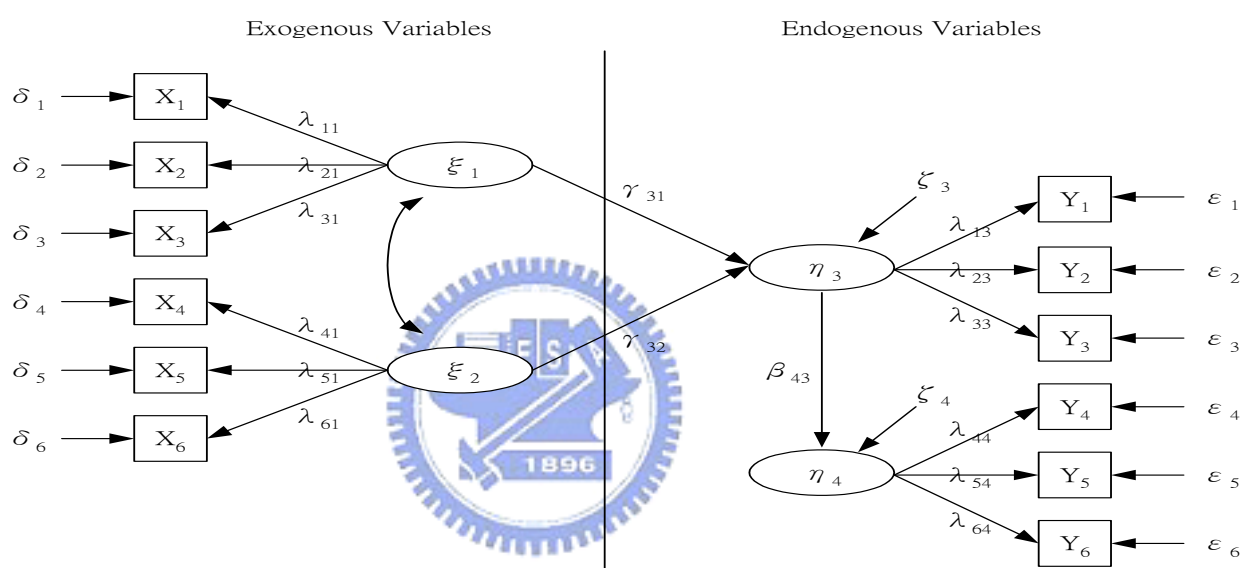 Exogenous Variables
Endogenous Variables
δ 1
X1
λ 11
δ 2
X2
λ 21
ξ 1
δ 3
X3
λ 31
δ 4
X4
λ 41
δ 5
X5
λ 51
ξ 2
δ 6
X6
λ 61
γ 31
γ 32
ζ 3
η 3
β 43
ζ 4
η 4
λ 13
Y1
ε 1
λ 23
Y2
ε 2
λ 33
Y3
ε 3
λ 44
Y4
ε 4
λ 54
Y5
ε 5
λ 64
Y6
ε 6
E S A
1896